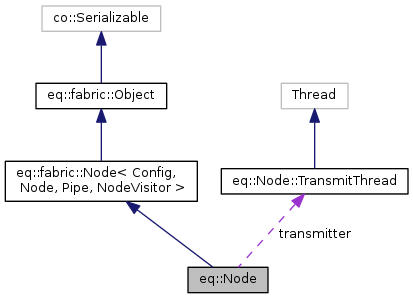 co::Serializable
eq::fabric::Object
Thread
eq::fabric::Node< Config,
Node, Pipe, NodeVisitor >
eq::Node::TransmitThread
transmitter
eq::Node